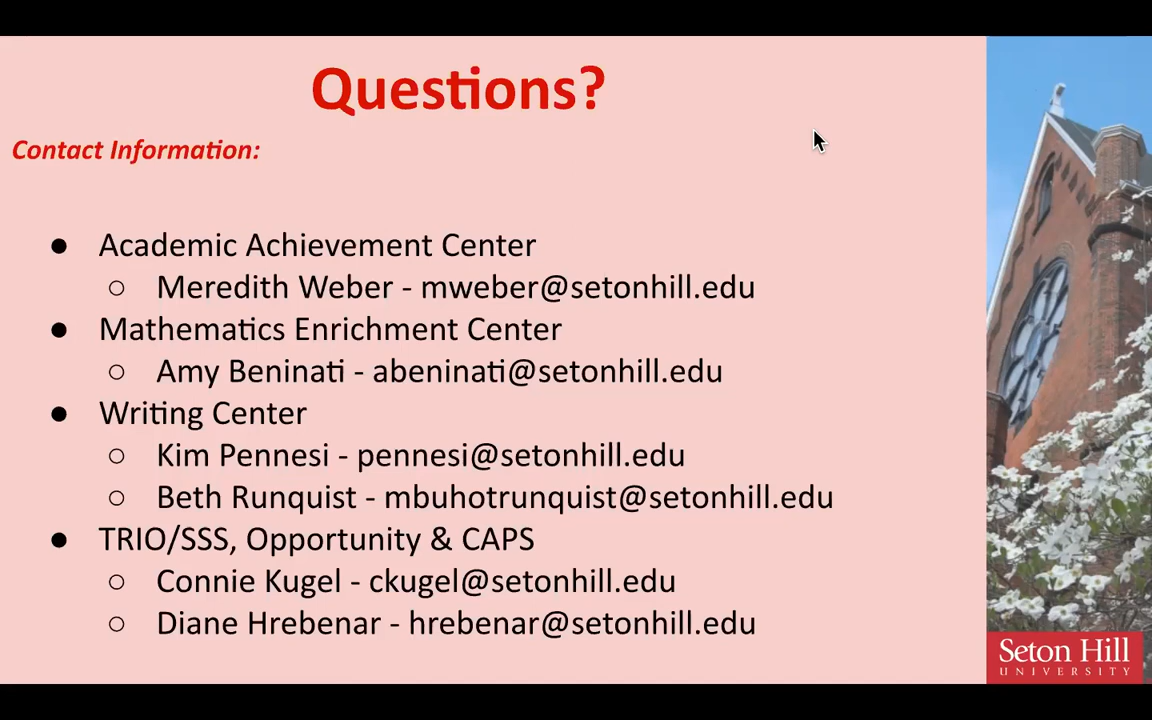 Questions?
Contact Information:
● Academic Achievement Center
○ Meredith Weber - mweber@setonhill.edu
● Mathematics Enrichment Center
○ Amy Beninati - abeninati@setonhill.edu
● Writing Center
○ Kim Pennesi - pennesi@setonhill.edu
○ Beth Runquist - mbuhotrunquist@setonhill.edu
● TRIO/SSS, Opportunity & CAPS
○ Connie Kugel - ckugel@setonhill.edu
○ Diane Hrebenar - hrebenar@setonhill.edu
Seton Hill
UNIVERSITY